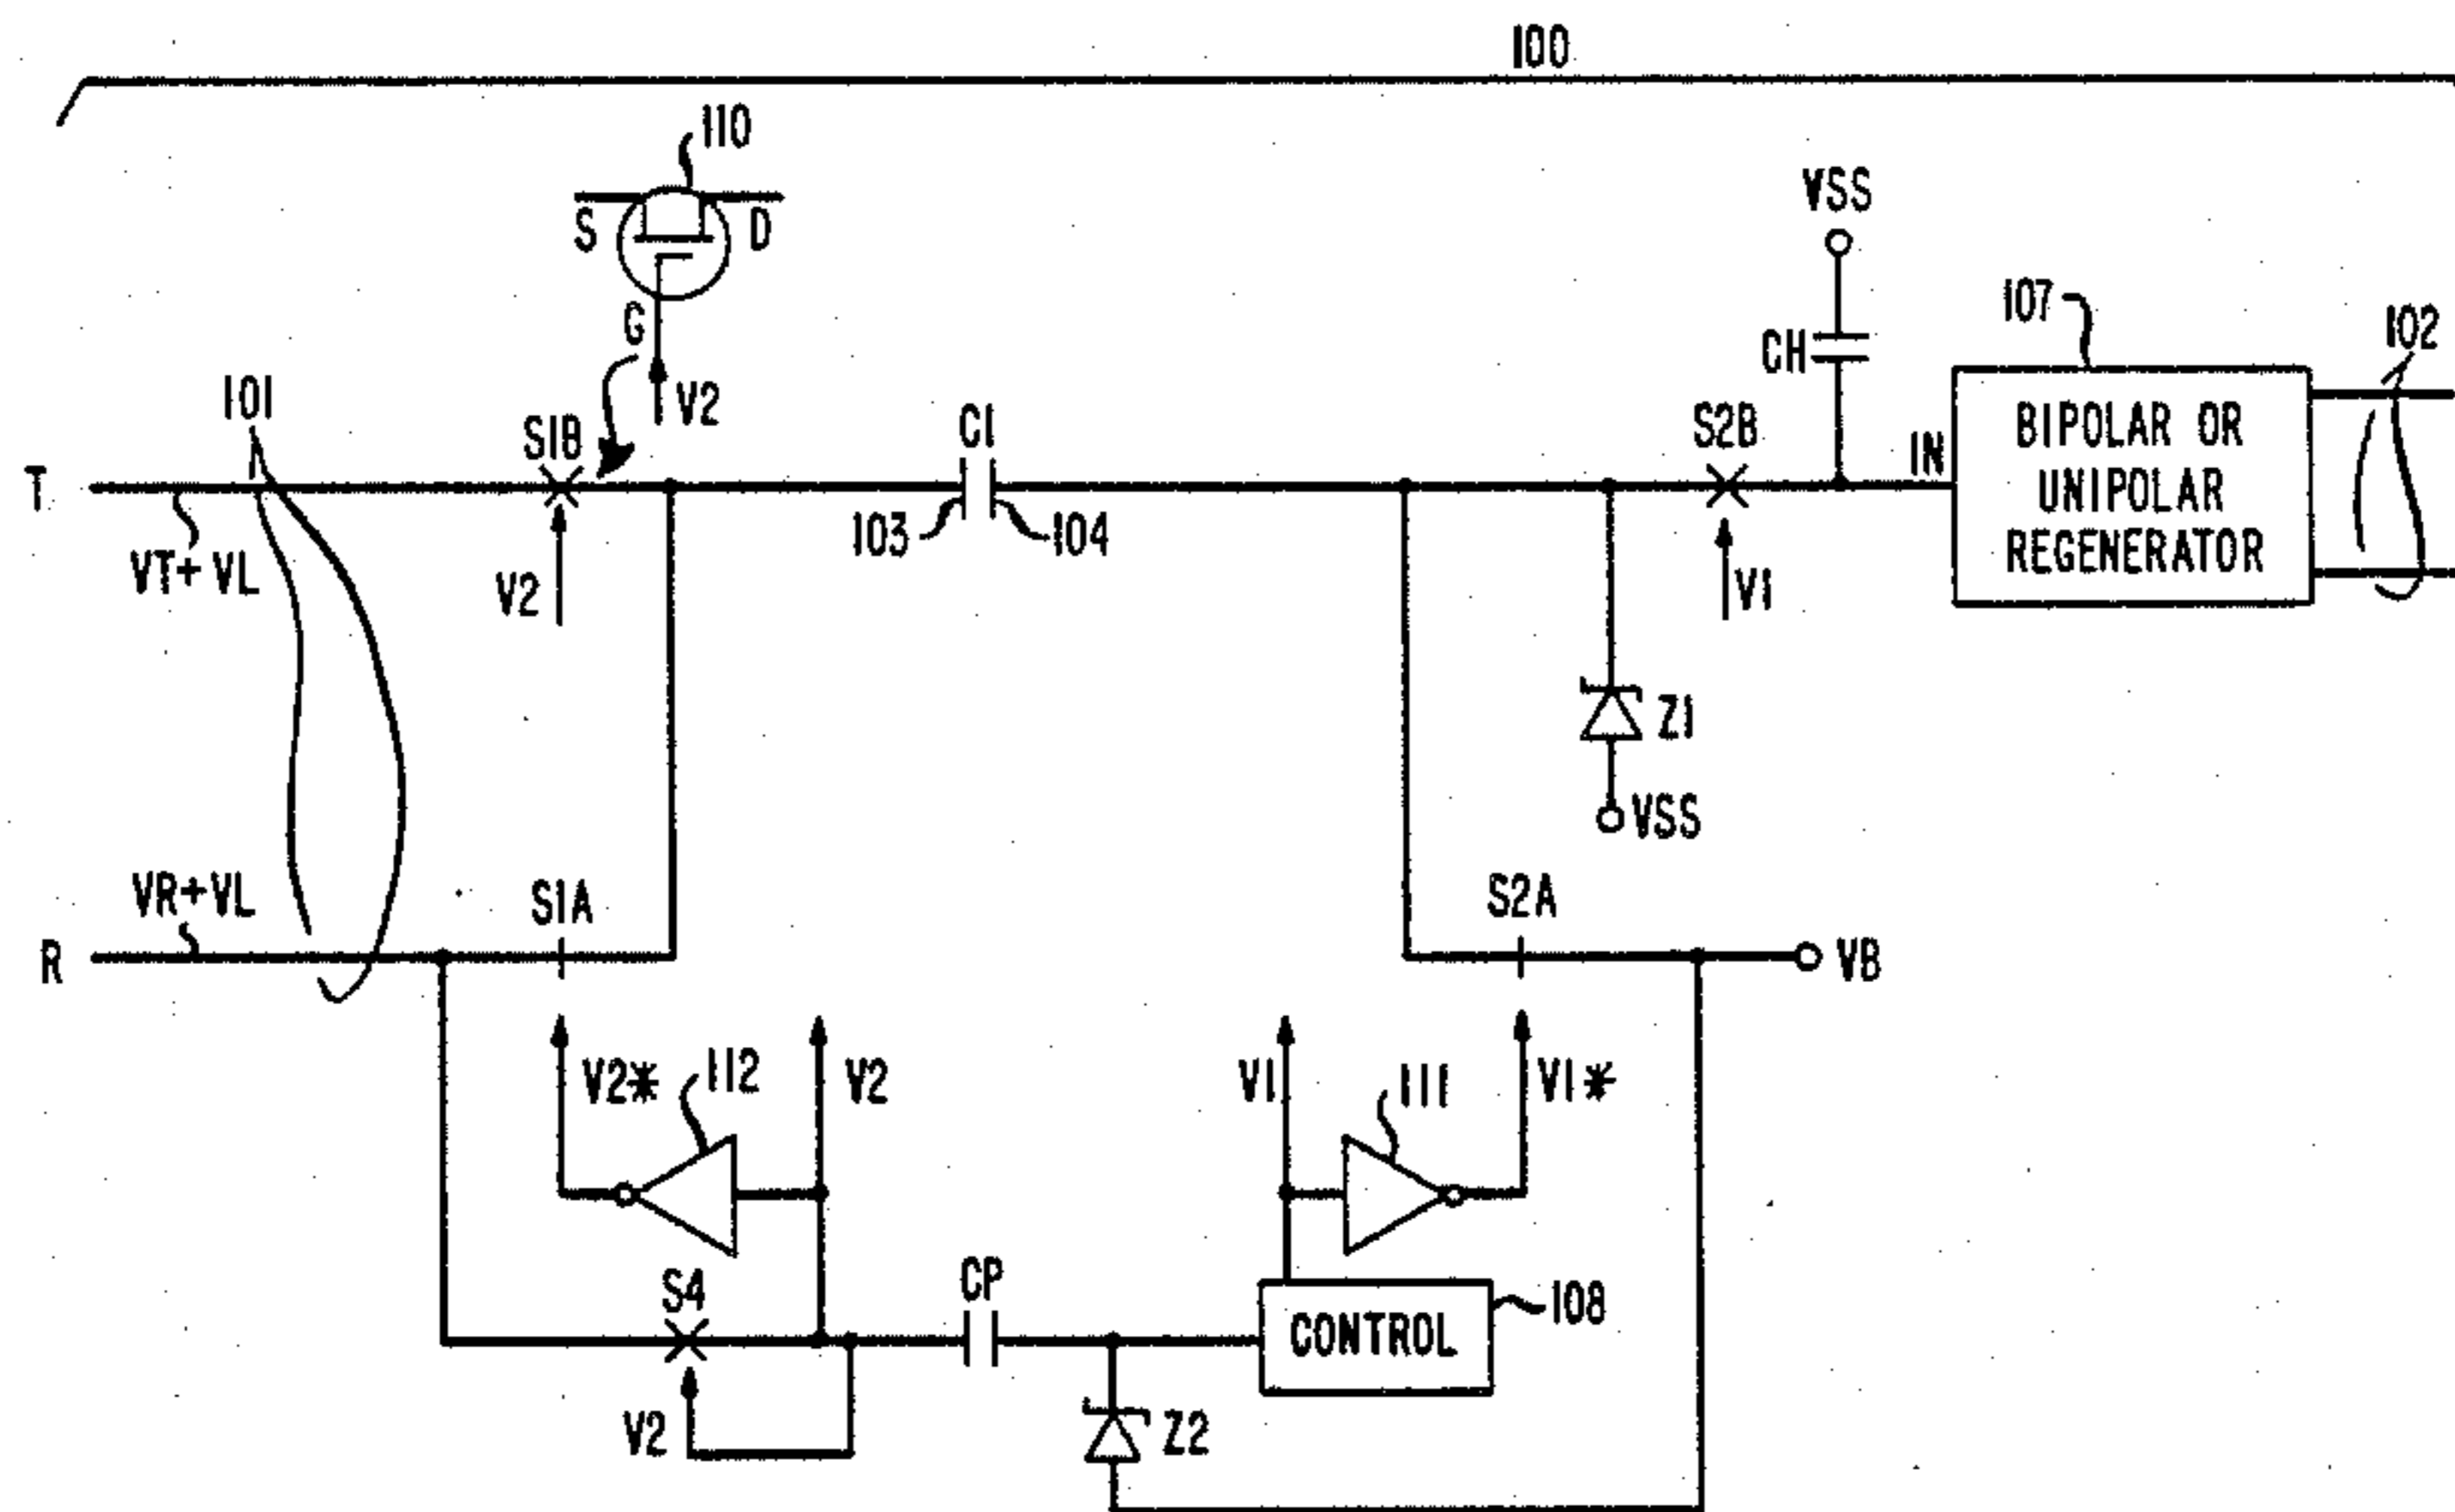 100
110
S
D
G
V2
VSS
107
102
101
CH
S1B
C1
S2B
T
IN
BIPOLAR OR
UNIPOLAR
REGENERATOR
103
104
VT+VL
V2
V1
Z1
VSS
VR+VL
S1A
S2A
R
VB
V2*
112
V2
V1
111
V1*
S4
CP
CONTROL
108
V2
Z2